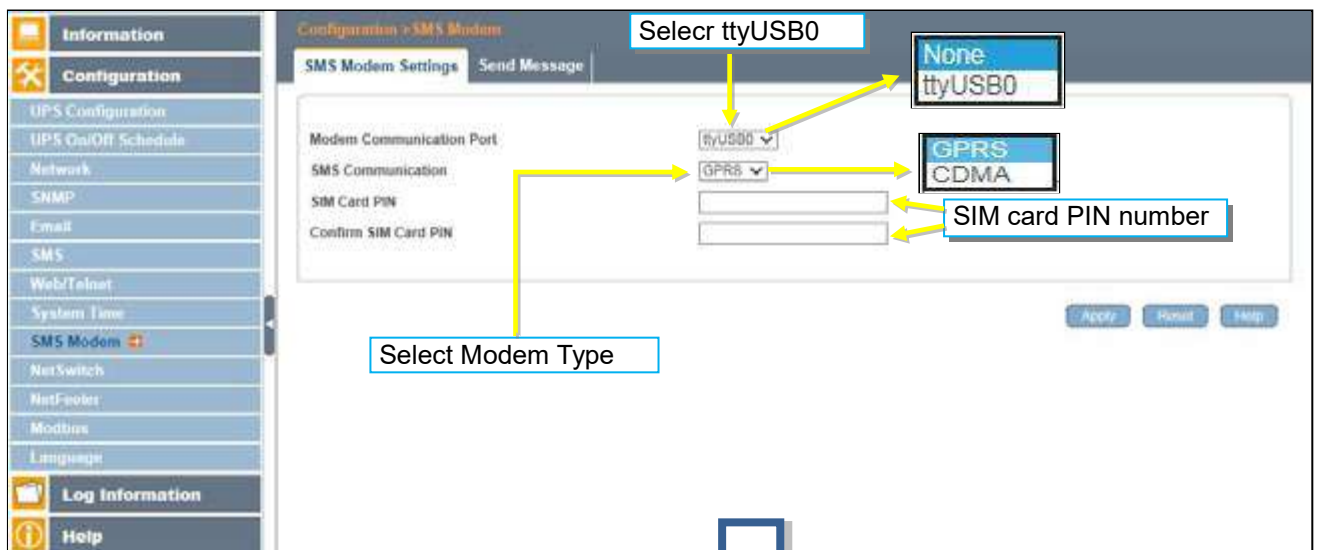 Information
Configuration
UPS Configuration
UPS On/Off Schedule
Network
SNMP
Email
SMS
Web/Telnet
System Time
SMS Modem
NetSwitch
NetFeeler
Modbus
Language
Log Information
Help
Configuration > SMS Modem
SMS Modem Settings Send Message
Selecr ttyUSB0
None
ttyUSB0
Modem Communication Port ttyUSB0
SMS Communication GPRS
GPRS
CDMA
SIM Card PIN
Confirm SIM Card PIN
SIM card PIN number
Apply Reset Help
Select Modem Type